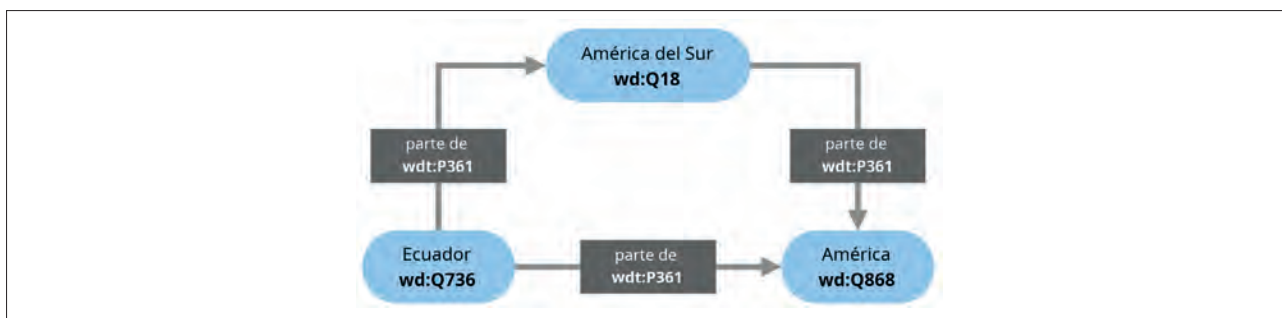 América del Sur
wd:Q18
parte de
wdt:P361
parte de
wdt:P361
Ecuador
wd:Q736
parte de
wdt:P361
América
wd:Q868